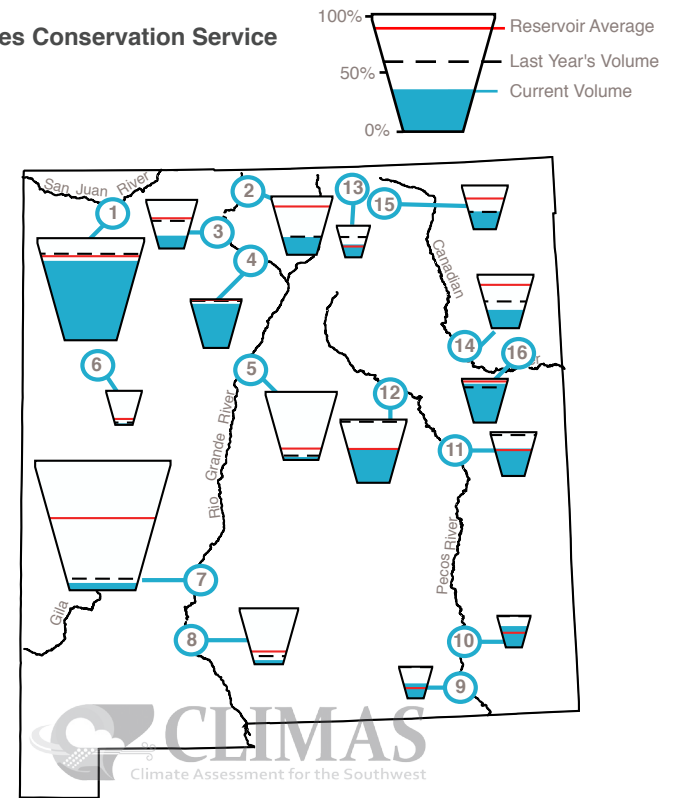 es Conservation Service
100%
50%
0%
Reservoir Average
Last Year's Volume
Current Volume
San Juan River
1
2
3
4
13
15
Canadian
14
16
5
6
12
11
Rio Grande River
Pecos River
7
Gila
8
10
9
CLIMAS
Climate Assessment for the Southwest